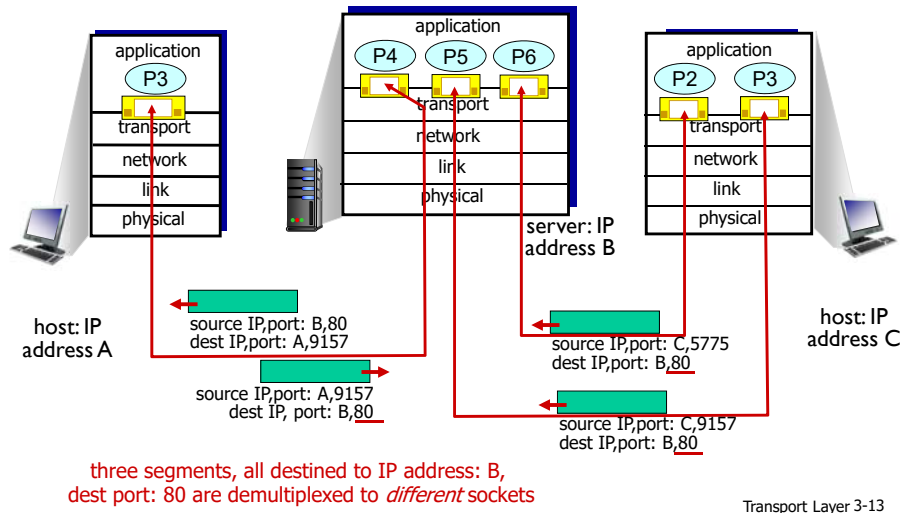 application
P3
transport
network
link
physical
host: IP
address A
application
P4
P5
P6
transport
network
link
physical
server: IP
address B
application
P2
P3
transport
network
link
physical
host: IP
address C
source IP,port: B,80
dest IP,port: A,9157
source IP,port: A,9157
dest IP, port: B,80
source IP,port: C,5775
dest IP,port: B,80
source IP,port: C,9157
dest IP,port: B,80
three segments, all destined to IP address: B,
dest port: 80 are demultiplexed to different sockets
Transport Layer 3-13